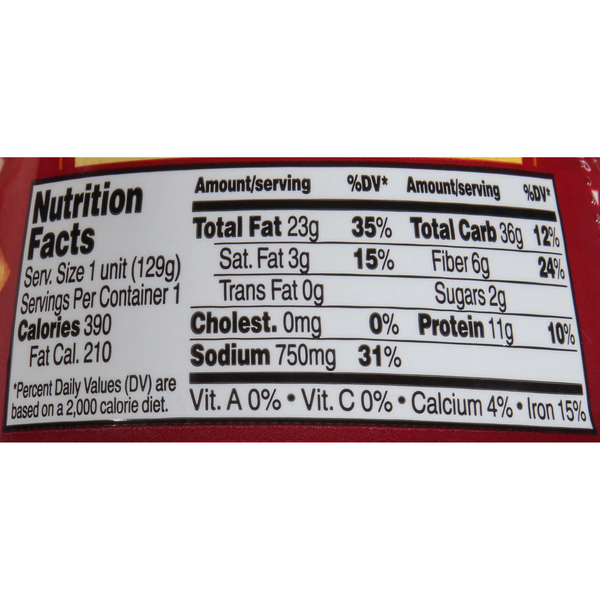 Nutrition
Facts
Serv. Size 1 unit (129g)
Servings Per Container 1
Calories 390
Fat Cal. 210
*Percent Daily Values (DV) are
based on a 2,000 calorie diet.
Amount/serving %DV* Amount/serving %DV*
Total Fat 23g 35% Total Carb 36g 12%
Sat. Fat 3g 15% Fiber 6g 24%
Trans Fat 0g Sugars 2g
Cholest. 0mg 0% Protein 11g 10%
Sodium 750mg 31%
Vit. A 0% • Vit. C 0% • Calcium 4% • Iron 15%